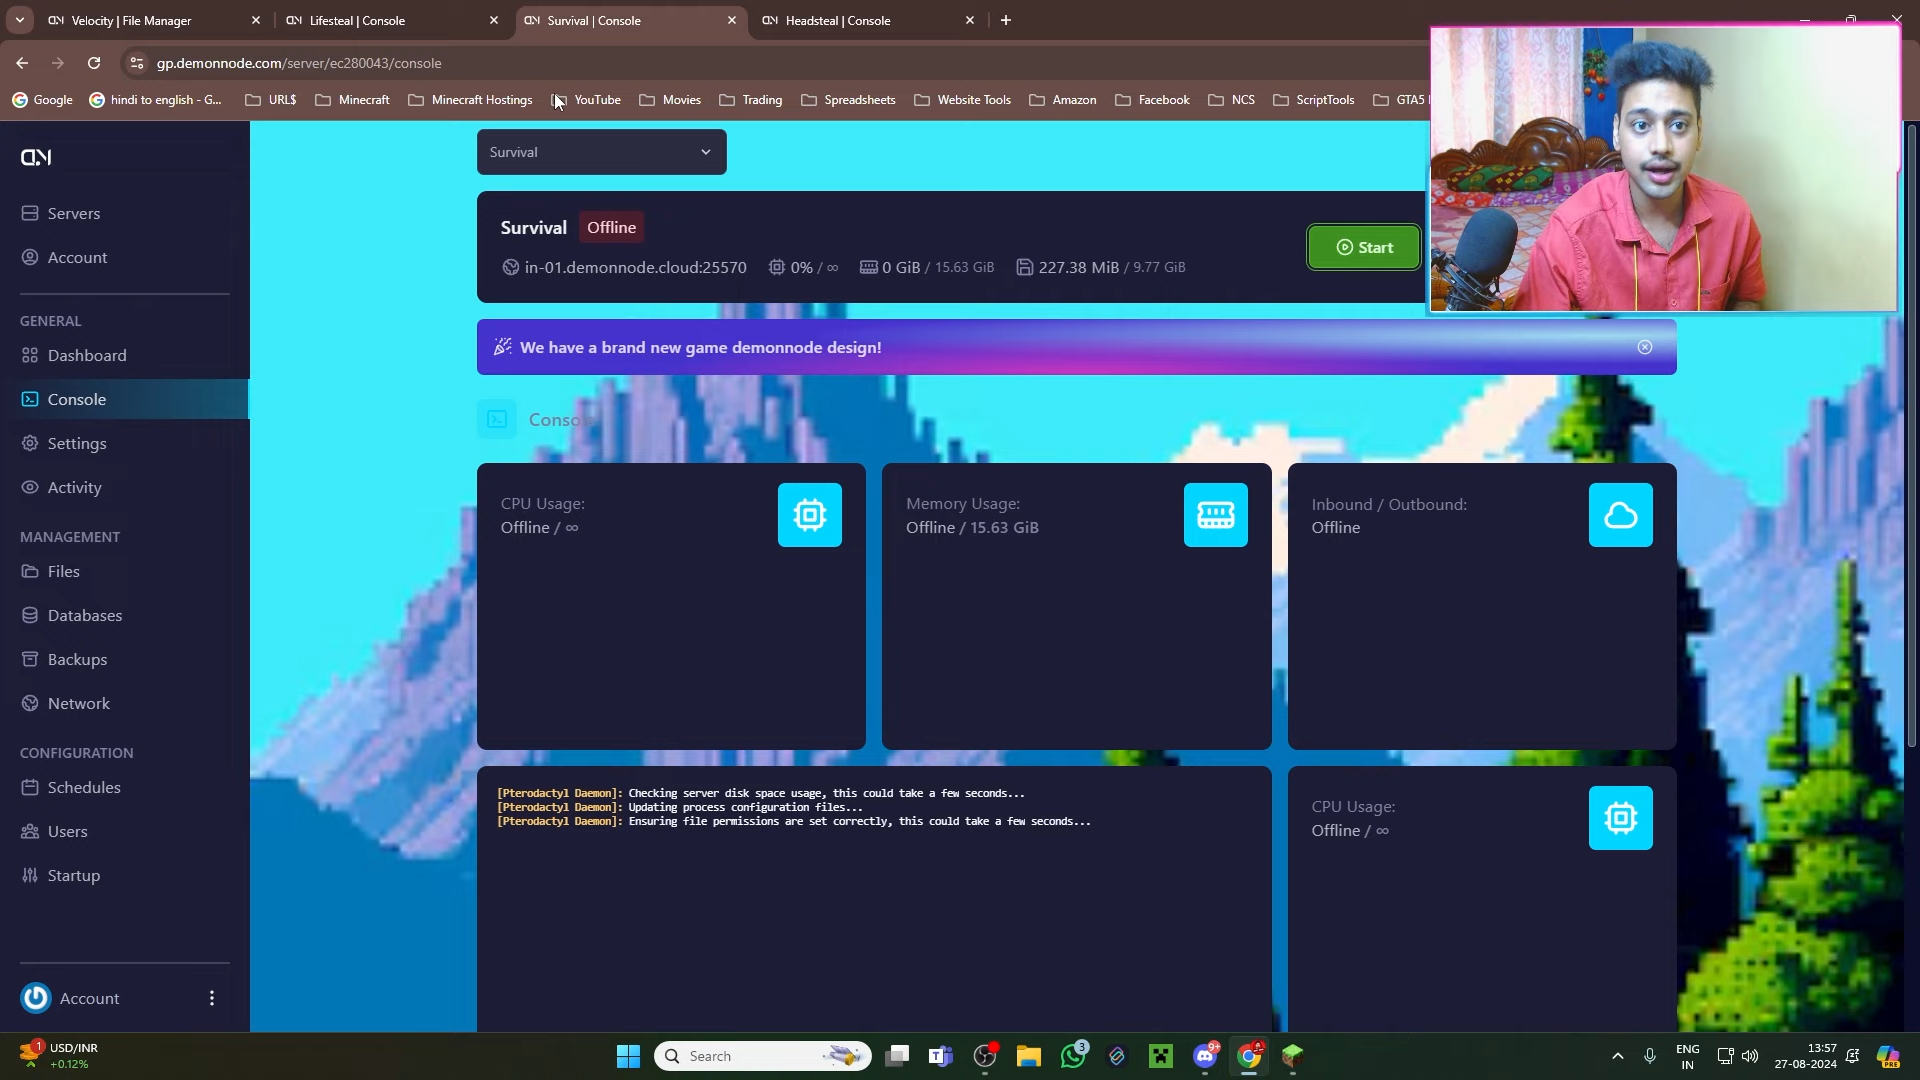 Velocity | File Manager
Lifesteal | Console
Survival | Console
Headsteal | Console
gp.demonnode.com/server/ec280043/console
Google
hindi to english - G...
URL$
Minecraft
Minecraft Hostings
YouTube
Movies
Trading
Spreadsheets
Website Tools
Amazon
Facebook
NCS
ScriptTools
GTA5
Servers
Account
GENERAL
Dashboard
Console
Settings
Activity
MANAGEMENT
Files
Databases
Backups
Network
CONFIGURATION
Schedules
Users
Startup
Account
Survival
Survival Offline
in-01.demonnode.cloud:25570 0% / ∞ 0 GiB / 15.63 GiB 227.38 MiB / 9.77 GiB
Start
We have a brand new game demonnode design!
Console
CPU Usage:
Offline / ∞
Memory Usage:
Offline / 15.63 GiB
Inbound / Outbound:
Offline
[Pterodactyl Daemon]: Checking server disk space usage, this could take a few seconds...
[Pterodactyl Daemon]: Updating process configuration files...
[Pterodactyl Daemon]: Ensuring file permissions are set correctly, this could take a few seconds...
CPU Usage:
Offline / ∞
1
USD/INR
+0.12%
Search
3
9+
ENG
IN
13:57
27-08-2024
PRE